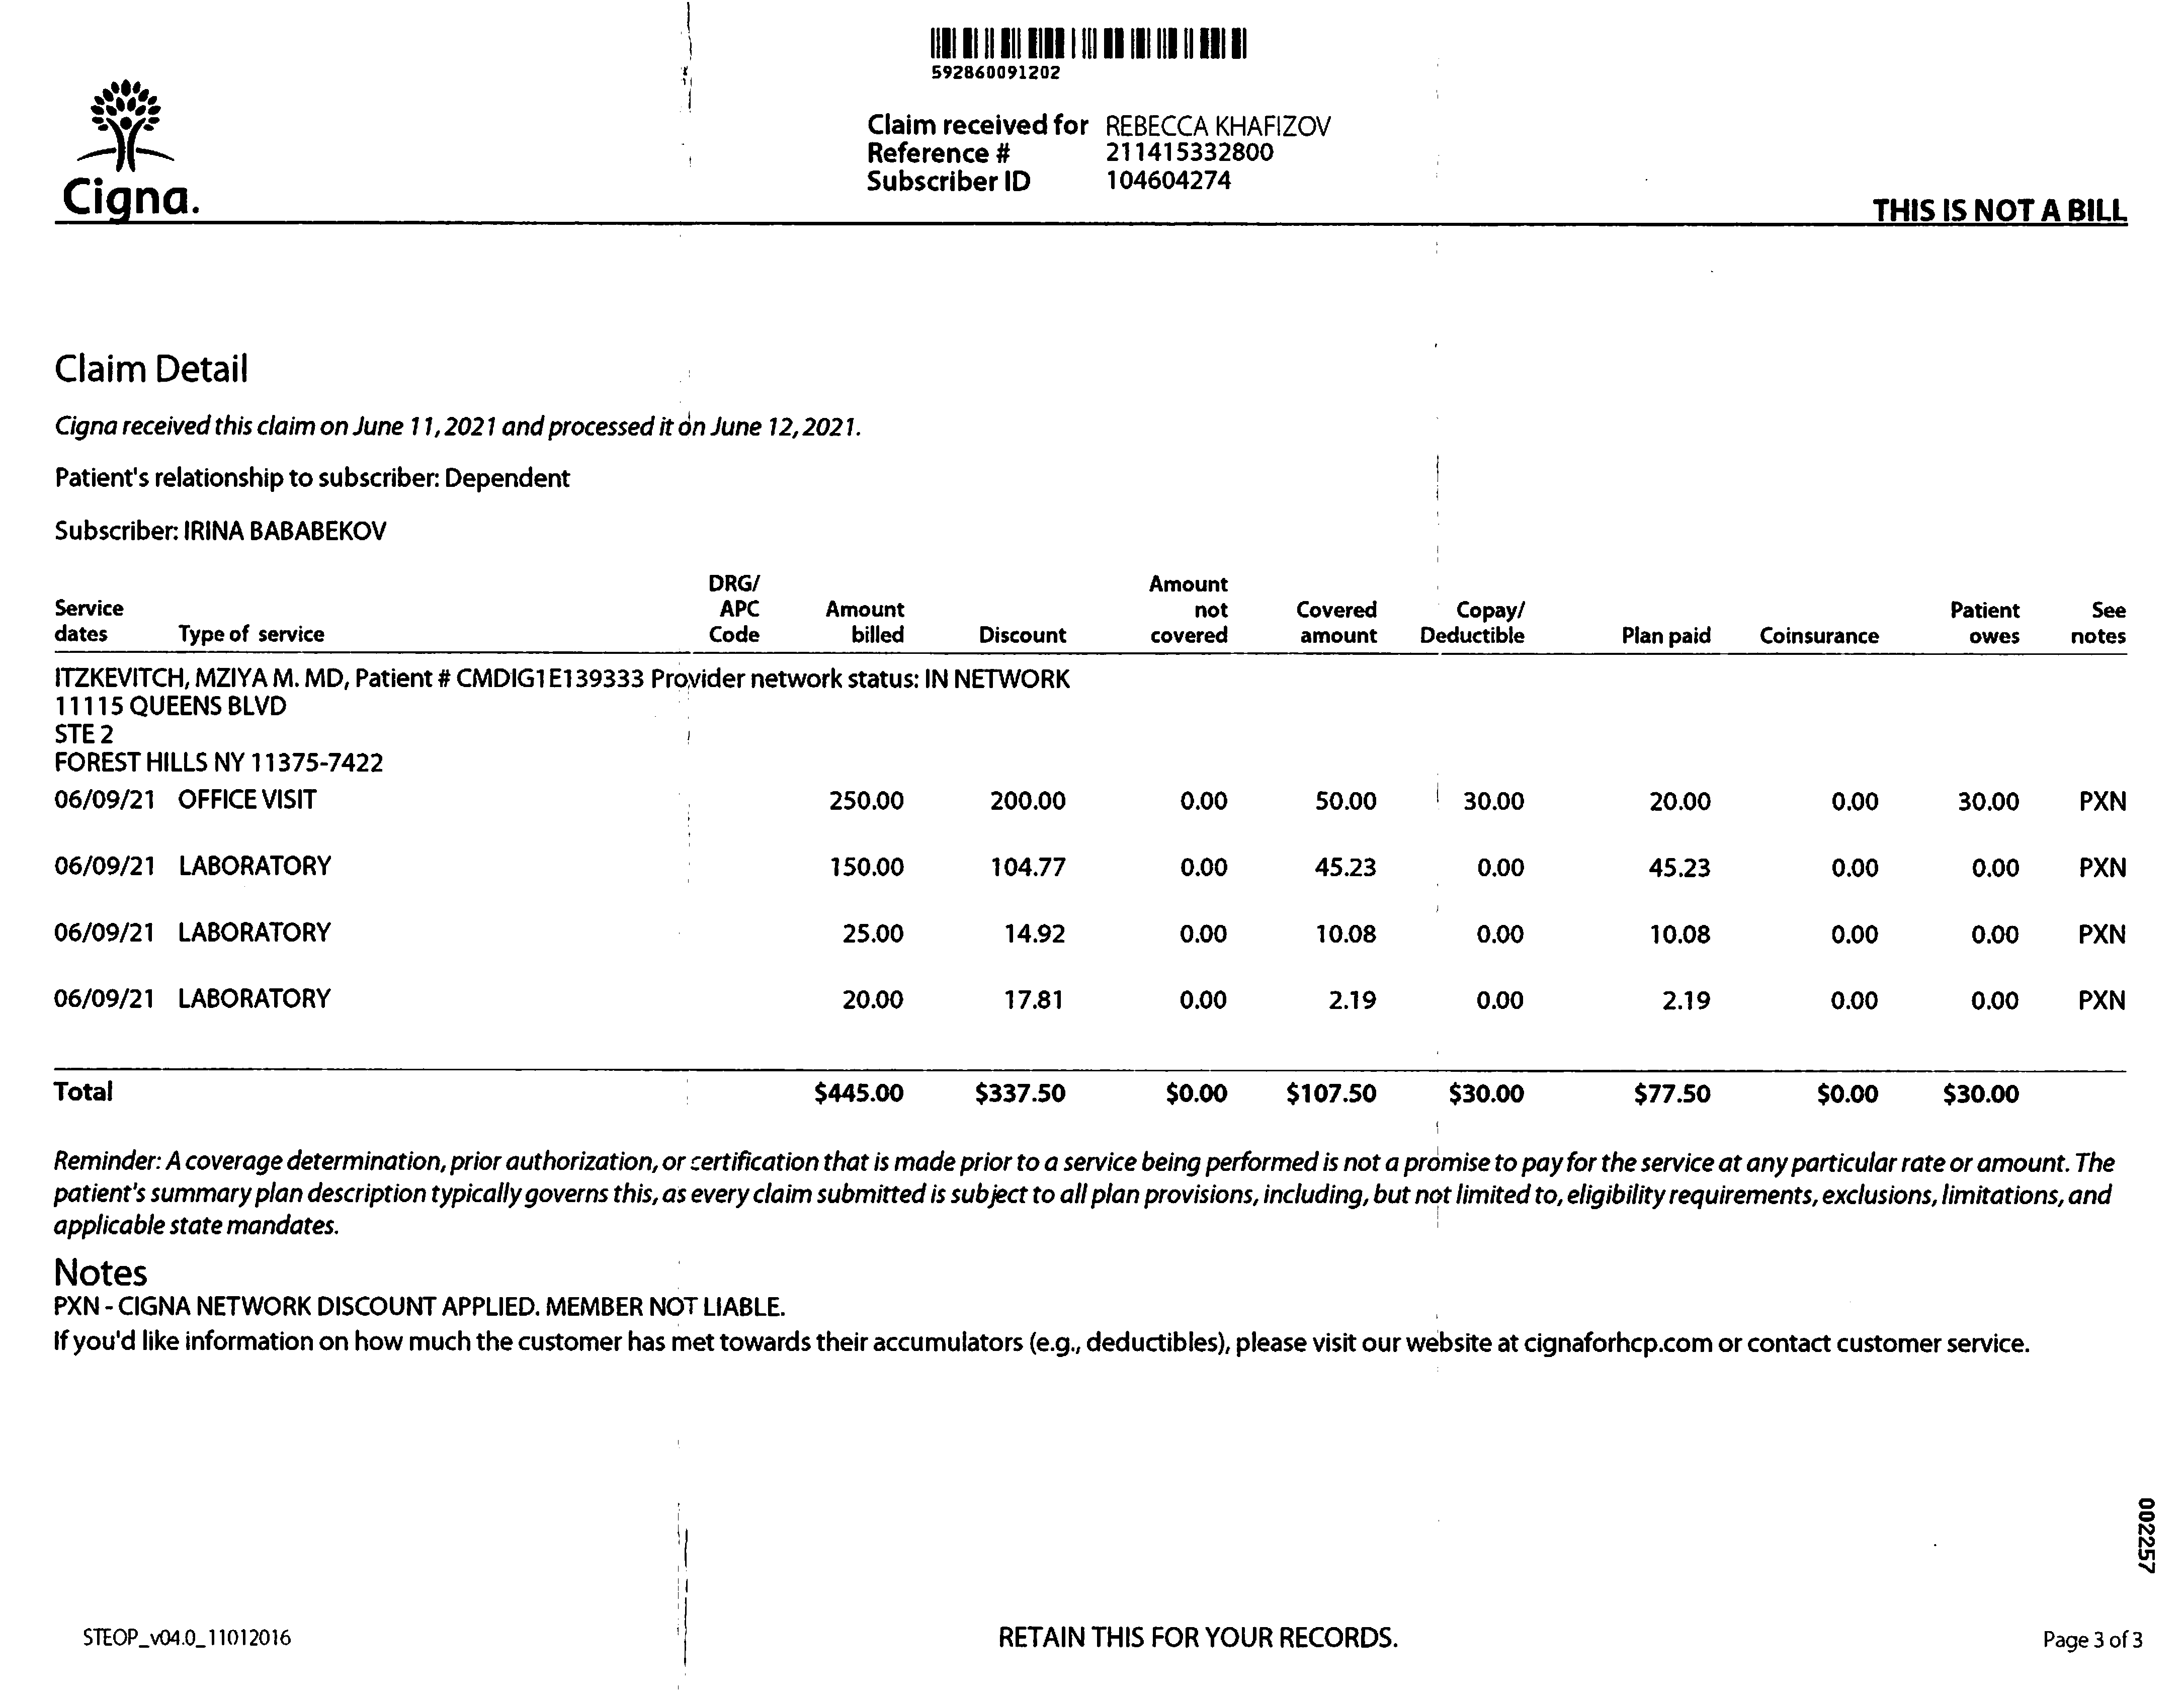 592860091202
Cigna.
Claim received for REBECCA KHAFIZOV
Reference # 211415332800
Subscriber ID 104604274
THIS IS NOT A BILL
Claim Detail
Cigna received this claim on June 11, 2021 and processed it on June 12, 2021.
Patient's relationship to subscriber: Dependent
Subscriber: IRINA BABABEKOV
Service dates Type of service DRG/ APC Code Amount billed Discount Amount not covered Covered amount Copay/ Deductible Plan paid Coinsurance Patient owes See notes
ITZKEVITCH, MZIYA M. MD, Patient # CMDIG1E139333 Provider network status: IN NETWORK
11115 QUEENS BLVD
STE 2
FOREST HILLS NY 11375-7422
06/09/21 OFFICE VISIT 250.00 200.00 0.00 50.00 30.00 20.00 0.00 30.00 PXN
06/09/21 LABORATORY 150.00 104.77 0.00 45.23 0.00 45.23 0.00 0.00 PXN
06/09/21 LABORATORY 25.00 14.92 0.00 10.08 0.00 10.08 0.00 0.00 PXN
06/09/21 LABORATORY 20.00 17.81 0.00 2.19 0.00 2.19 0.00 0.00 PXN
Total $445.00 $337.50 $0.00 $107.50 $30.00 $77.50 $0.00 $30.00
Reminder: A coverage determination, prior authorization, or certification that is made prior to a service being performed is not a promise to pay for the service at any particular rate or amount. The
patient's summary plan description typically governs this, as every claim submitted is subject to all plan provisions, including, but not limited to, eligibility requirements, exclusions, limitations, and
applicable state mandates.
Notes
PXN - CIGNA NETWORK DISCOUNT APPLIED. MEMBER NOT LIABLE.
If you'd like information on how much the customer has met towards their accumulators (e.g., deductibles), please visit our website at cignaforhcp.com or contact customer service.
002257
STEOP_v04.0_11012016
RETAIN THIS FOR YOUR RECORDS.
Page 3 of 3